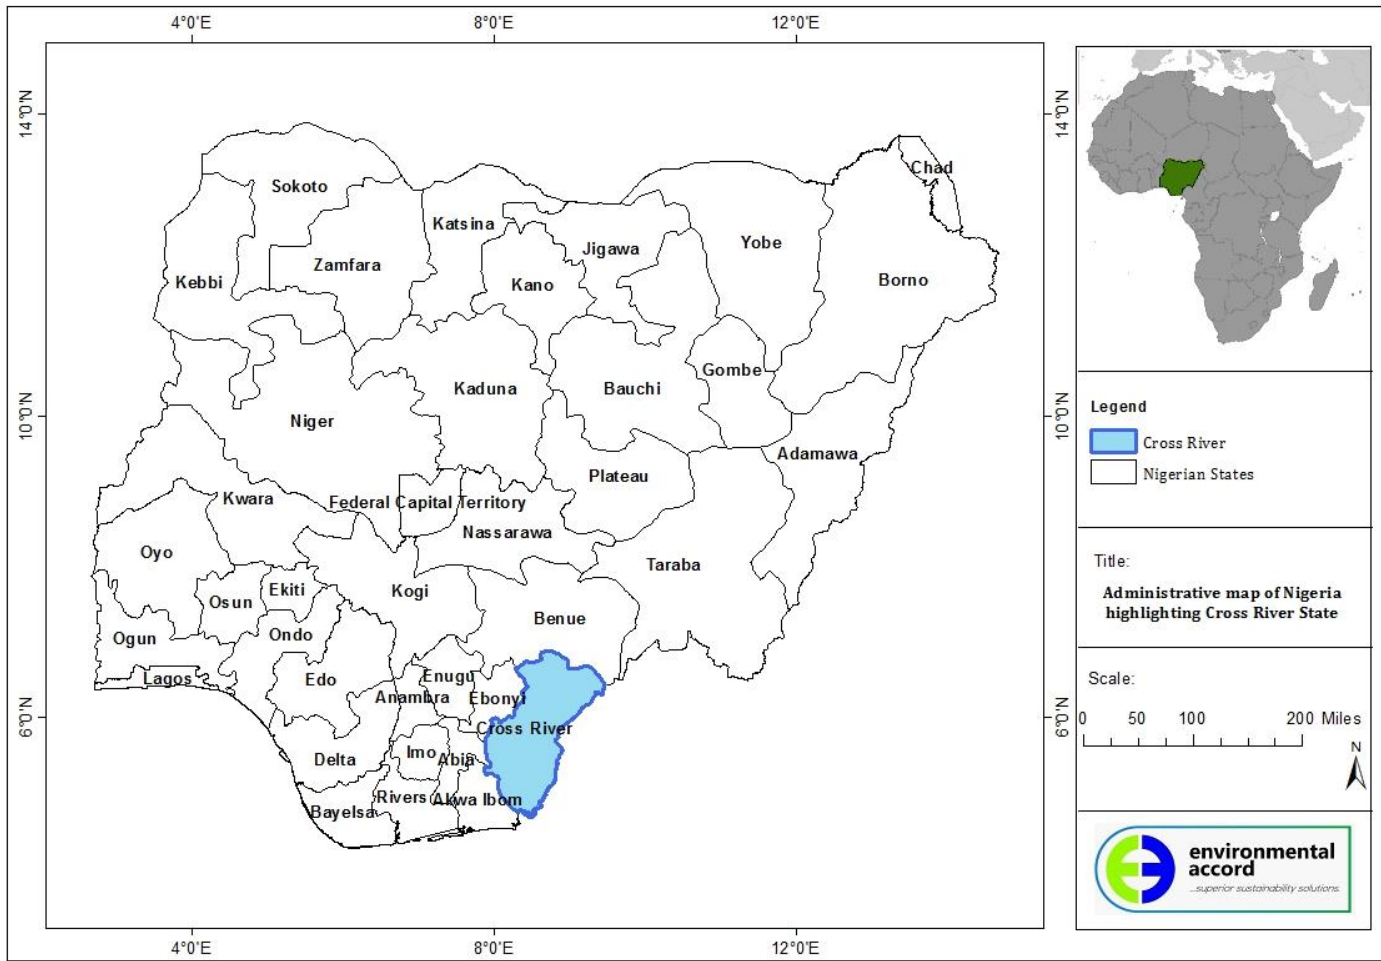 4°0'E
8°0'E
12°0'E
14°0'N
14°0'N
Chad
Sokoto
Katsina
Yobe
Jigawa
Zamfara
Kebbi
Kano
Borno
Gombe
Kaduna
Bauchi
10°0'N
Niger
10°0'N
Adamawa
Plateau
Kwara
Federal Capital Territory
Nassarawa
Oyo
Taraba
Ekiti
Kogi
Osun
Benue
Ogun
Ondo
Lagos
Edo
Enugu
Anambra
Ebonyi
6°0'N
6°0'N
Cross River
Imo
Abia
Delta
Rivers
Akwa Ibom
Bayelsa
4°0'E
8°0'E
12°0'E
Legend
Cross River
Nigerian States
Title:
Administrative map of Nigeria
highlighting Cross River State
Scale:
0 50 100 200 Miles
N
environmental
accord
...superior sustainability solutions.